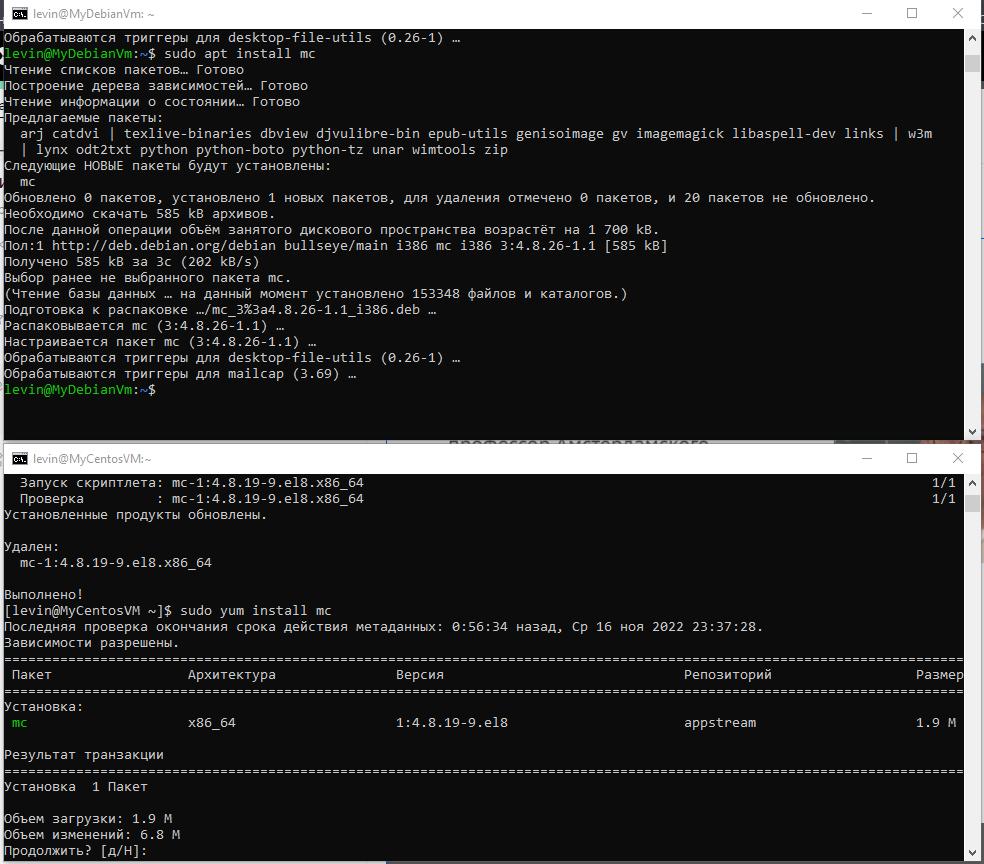 levin@MyDebianVm: ~
Обрабатываются триггеры для desktop-file-utils (0.26-1) …
levin@MyDebianVm:~$ sudo apt install mc
Чтение списков пакетов… Готово
Построение дерева зависимостей… Готово
Чтение информации о состоянии… Готово
Предлагаемые пакеты:
  arj catdvi | texlive-binaries dbview djvulibre-bin epub-utils genisoimage gv imagemagick libaspell-dev links | w3m
  | lynx odt2txt python python-boto python-tz unar wimtools zip
Следующие НОВЫЕ пакеты будут установлены:
  mc
Обновлено 0 пакетов, установлено 1 новых пакетов, для удаления отмечено 0 пакетов, и 20 пакетов не обновлено.
Необходимо скачать 585 kB архивов.
После данной операции объём занятого дискового пространства возрастёт на 1 700 kB.
Пол:1 http://deb.debian.org/debian bullseye/main i386 mc i386 3:4.8.26-1.1 [585 kB]
Получено 585 kB за 3с (202 kB/s)
Выбор ранее не выбранного пакета mc.
(Чтение базы данных … на данный момент установлено 153348 файлов и каталогов.)
Подготовка к распаковке …/mc_3%3a4.8.26-1.1_i386.deb …
Распаковывается mc (3:4.8.26-1.1) …
Настраивается пакет mc (3:4.8.26-1.1) …
Обрабатываются триггеры для desktop-file-utils (0.26-1) …
Обрабатываются триггеры для mailcap (3.69) …
levin@MyDebianVm:~$
профессор Амстердамского
levin@MyCentosVM:~
  Запуск скриптлета: mc-1:4.8.19-9.el8.x86_64 1/1
  Проверка : mc-1:4.8.19-9.el8.x86_64 1/1
Установленные продукты обновлены.
Удален:
  mc-1:4.8.19-9.el8.x86_64
Выполнено!
[levin@MyCentosVM ~]$ sudo yum install mc
Последняя проверка окончания срока действия метаданных: 0:56:34 назад, Ср 16 ноя 2022 23:37:28.
Зависимости разрешены.
Пакет Архитектура Версия Репозиторий Размер
Установка:
mc x86_64 1:4.8.19-9.el8 appstream 1.9 M
Результат транзакции
Установка  1 Пакет
Объем загрузки: 1.9 M
Объем изменений: 6.8 M
Продолжить? [д/Н]: